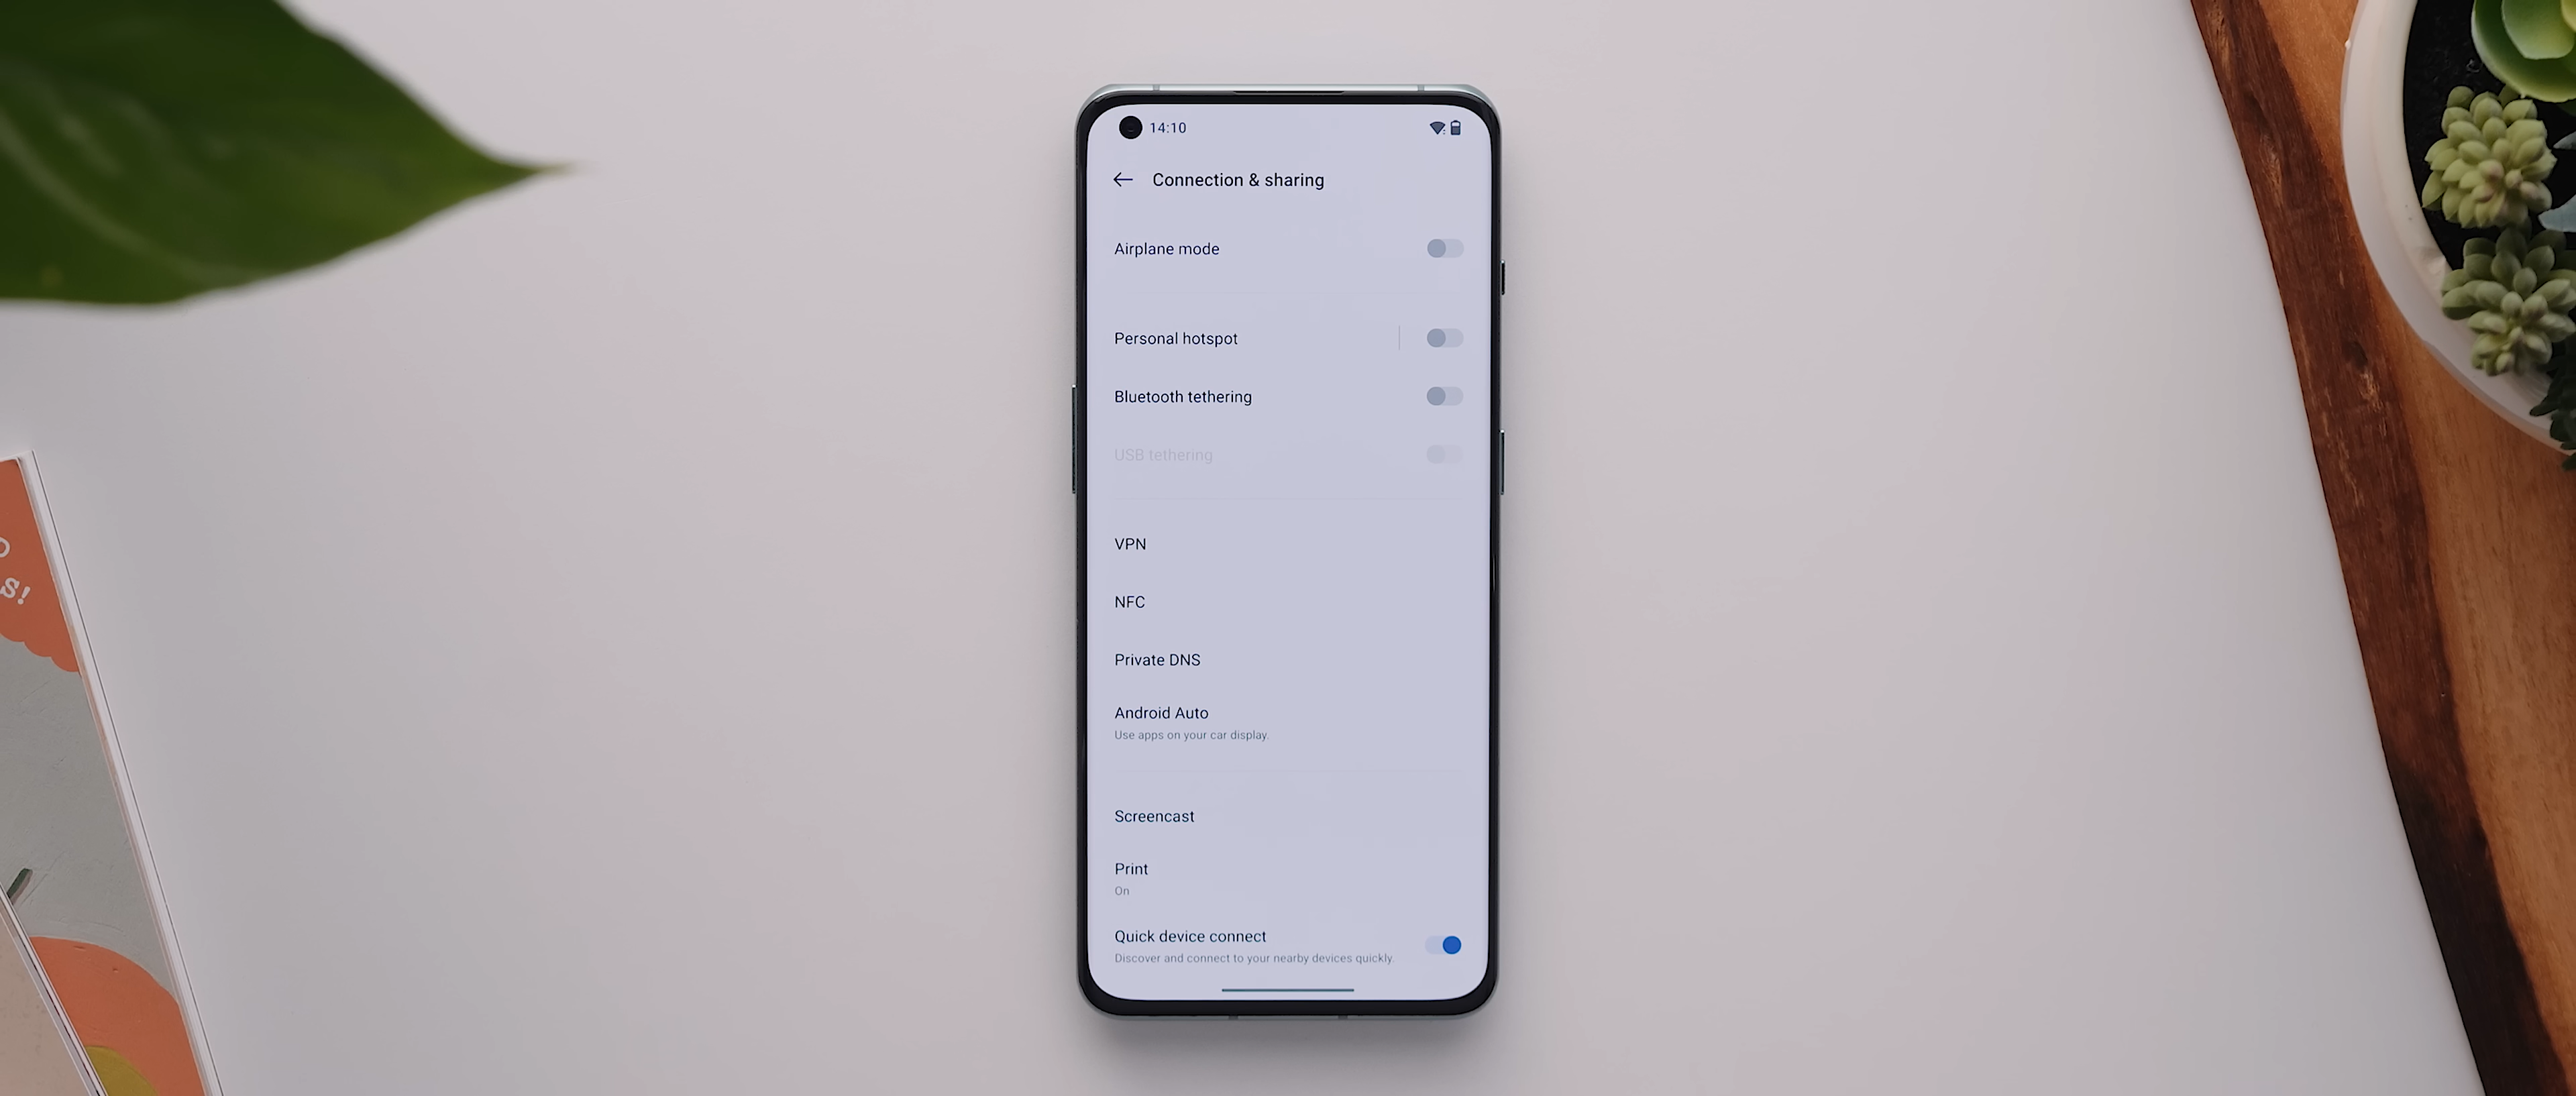 14:10
Connection & sharing
Airplane mode
Personal hotspot
Bluetooth tethering
USB tethering
VPN
NFC
Private DNS
Android Auto
Use apps on your car display.
Screencast
Print
On
Quick device connect
Discover and connect to your nearby devices quickly.
s!